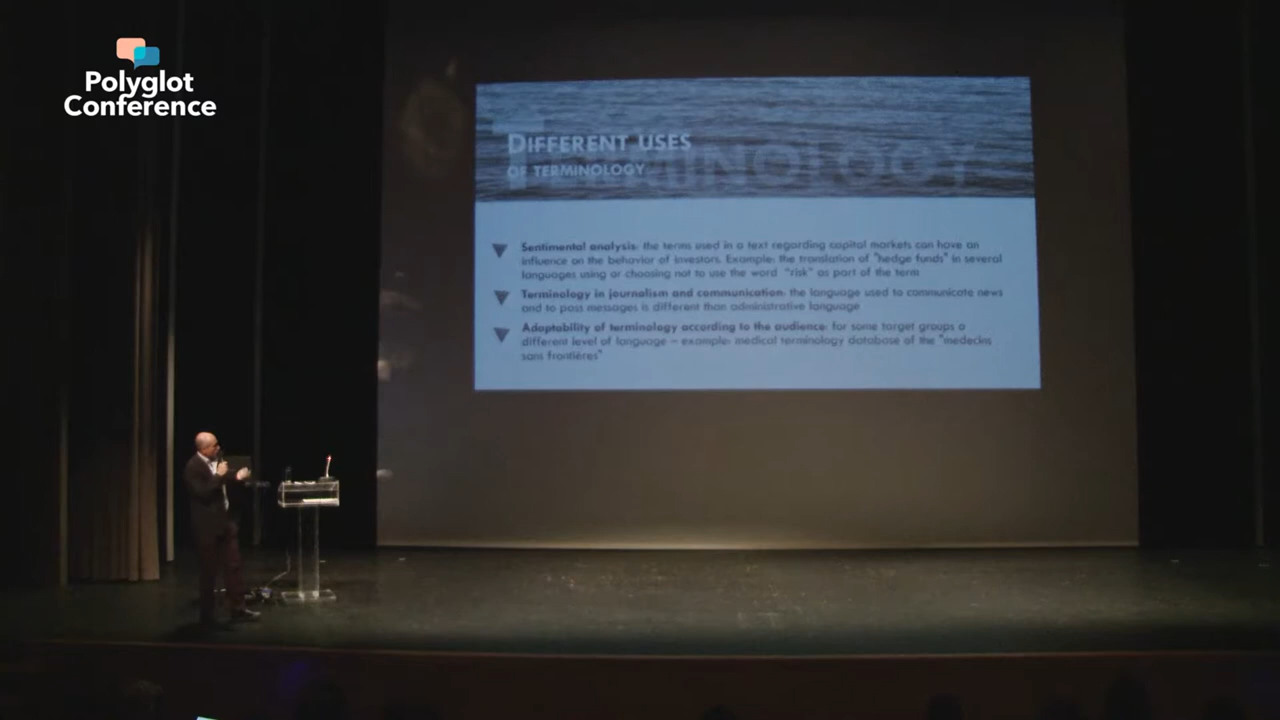 Polyglot
Conference
DIFFERENT USES
OF TERMINOLOGY
TERMINOLOGY
Sentimental analysis: the terms used in a text regarding capital markets can have an
influence on the behavior of investors. Example: the translation of "hedge funds" in several
languages using or choosing not to use the word "risk" as part of the term
Terminology in journalism and communication: the language used to communicate news
and to pass messages is different than administrative language
Adaptability of terminology according to the audience: for some target groups a
different level of language – example: medical terminology database of the "medecins
sans frontières"